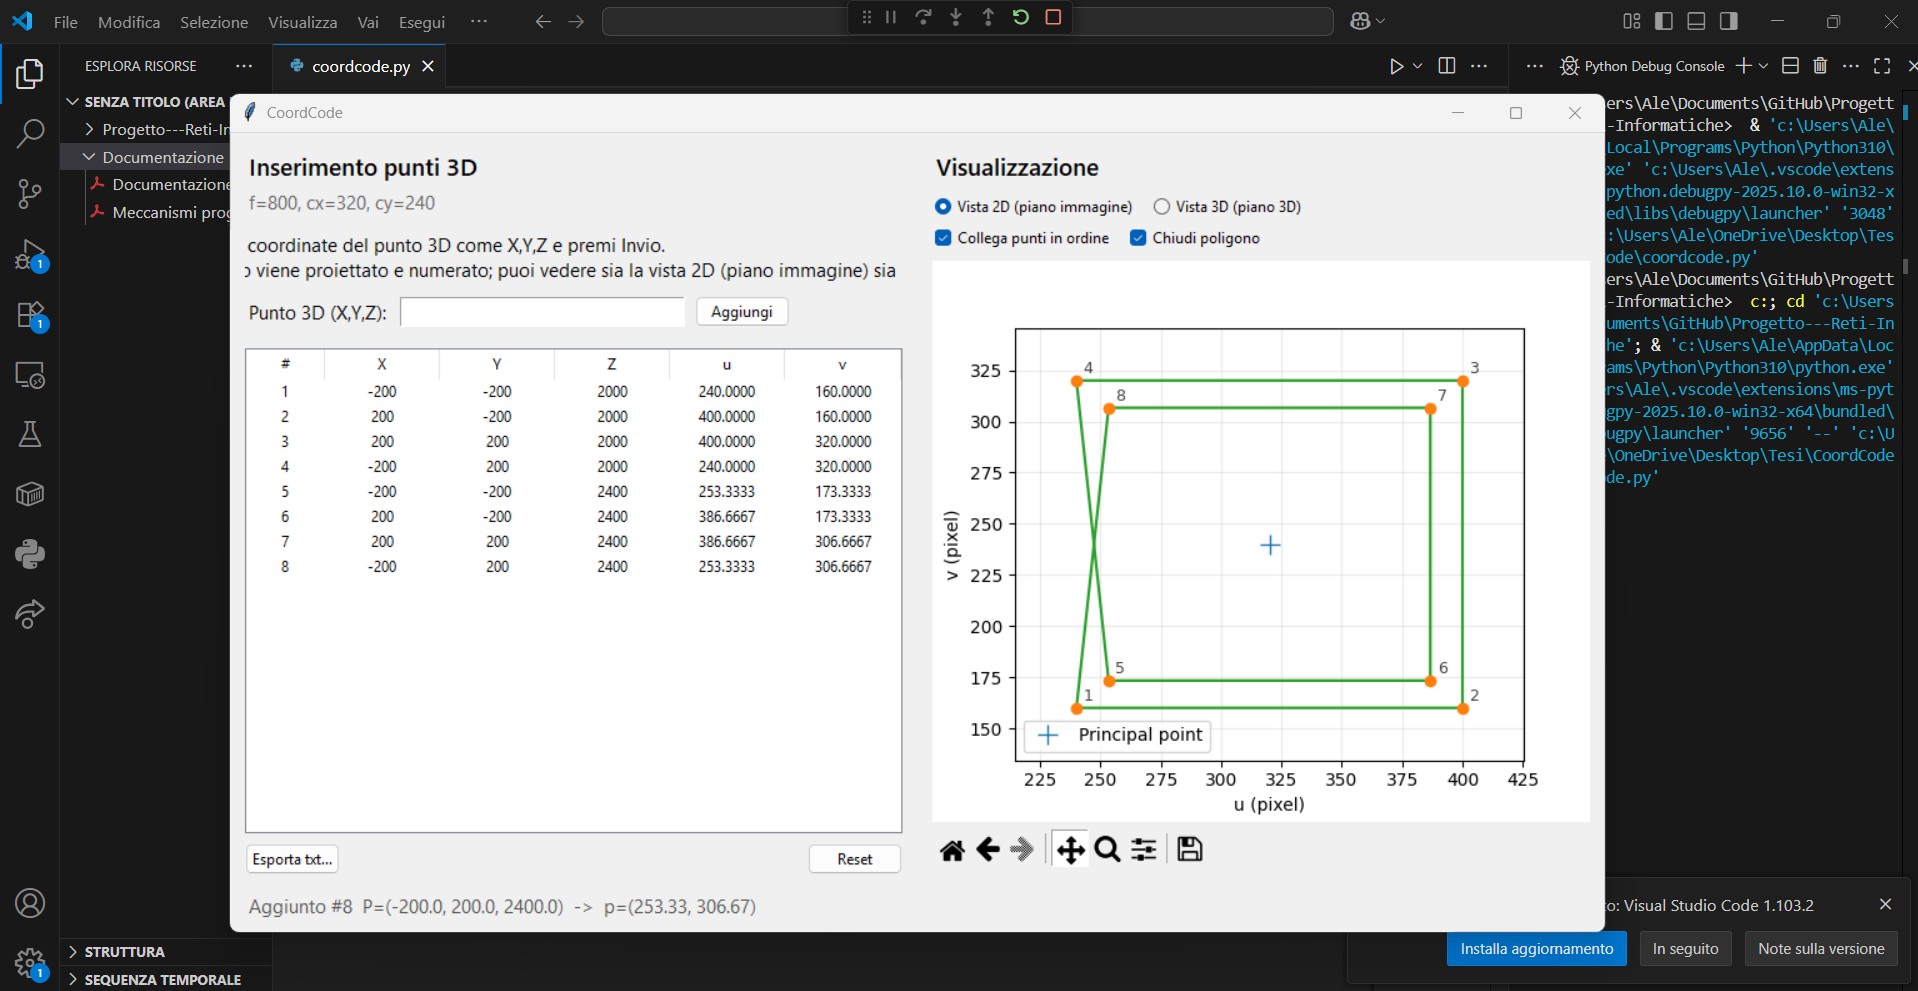 File Modifica Selezione Visualizza Vai Esegui ···
ESPLORA RISORSE ···
coordcode.py
Python Debug Console
SENZA TITOLO (AREA
Progetto---Reti-In
Documentazione
Documentazione
Meccanismi prog
STRUTTURA
SEQUENZA TEMPORALE
1
1
1
CoordCode
Inserimento punti 3D
f=800, cx=320, cy=240
coordinate del punto 3D come X,Y,Z e premi Invio.
o viene proiettato e numerato; puoi vedere sia la vista 2D (piano immagine) sia
Punto 3D (X,Y,Z):
Aggiungi
# X Y Z u v
1 -200 -200 2000 240.0000 160.0000
2 200 -200 2000 400.0000 160.0000
3 200 200 2000 400.0000 320.0000
4 -200 200 2000 240.0000 320.0000
5 -200 -200 2400 253.3333 173.3333
6 200 -200 2400 386.6667 173.3333
7 200 200 2400 386.6667 306.6667
8 -200 200 2400 253.3333 306.6667
Esporta txt...
Reset
Aggiunto #8 P=(-200.0, 200.0, 2400.0) -> p=(253.33, 306.67)
Visualizzazione
Vista 2D (piano immagine) Vista 3D (piano 3D)
Collega punti in ordine Chiudi poligono
325
300
275
250
225
200
175
150
v (pixel)
4
3
8
7
5
6
1
2
Principal point
225 250 275 300 325 350 375 400 425
u (pixel)
ers\Ale\Documents\GitHub\Progett
-Informatiche> & 'c:\Users\Ale\
Local\Programs\Python\Python310\
xe' 'c:\Users\Ale\.vscode\extens
python.debugpy-2025.10.0-win32-x
ed\libs\debugpy\launcher' '3048'
:\Users\Ale\OneDrive\Desktop\Tes
ode\coordcode.py'
ers\Ale\Documents\GitHub\Progett
-Informatiche> c:; cd 'c:\Users
uments\GitHub\Progetto---Reti-In
he'; & 'c:\Users\Ale\AppData\Loc
ams\Python\Python310\python.exe'
rs\Ale\.vscode\extensions\ms-pyt
gpy-2025.10.0-win32-x64\bundled\
ugpy\launcher' '9656' '--' 'c:\U
\OneDrive\Desktop\Tesi\CoordCode
de.py'
o: Visual Studio Code 1.103.2
Installa aggiornamento
In seguito
Note sulla versione